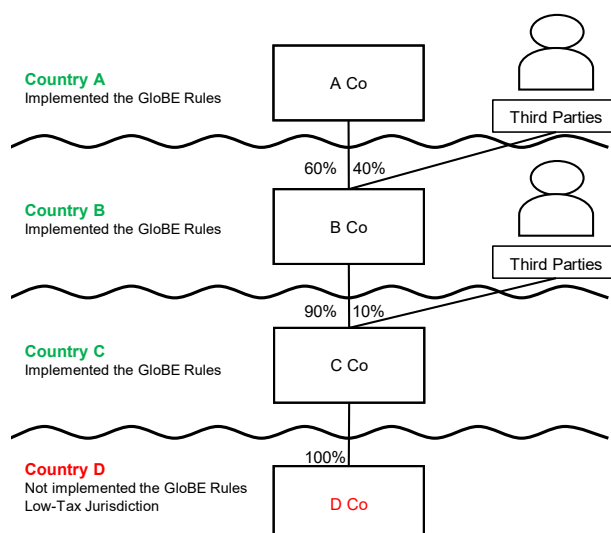 Country A
Implemented the GloBE Rules
A Co
Third Parties
60%
40%
Country B
Implemented the GloBE Rules
B Co
Third Parties
90%
10%
Country C
Implemented the GloBE Rules
C Co
100%
Country D
Not implemented the GloBE Rules
Low-Tax Jurisdiction
D Co